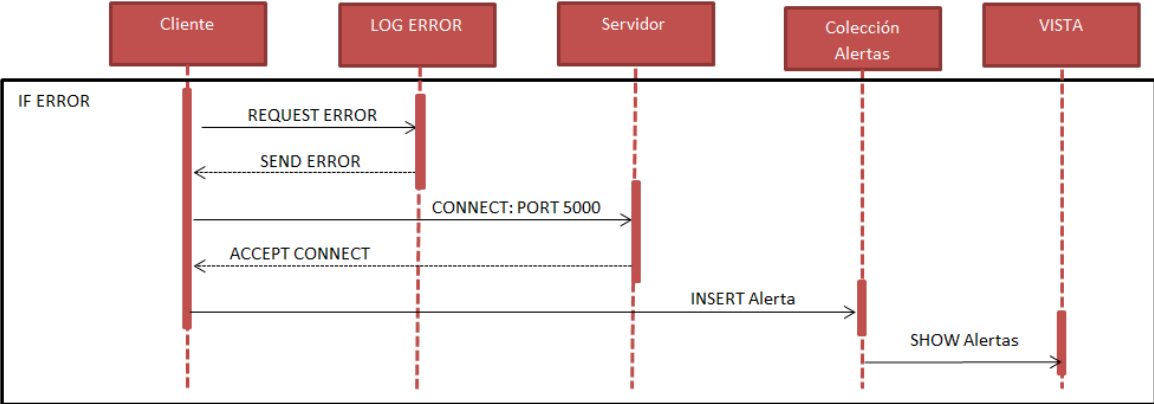 Cliente
LOG ERROR
Servidor
Colección
Alertas
VISTA
IF ERROR
REQUEST ERROR
SEND ERROR
CONNECT: PORT 5000
ACCEPT CONNECT
INSERT Alerta
SHOW Alertas